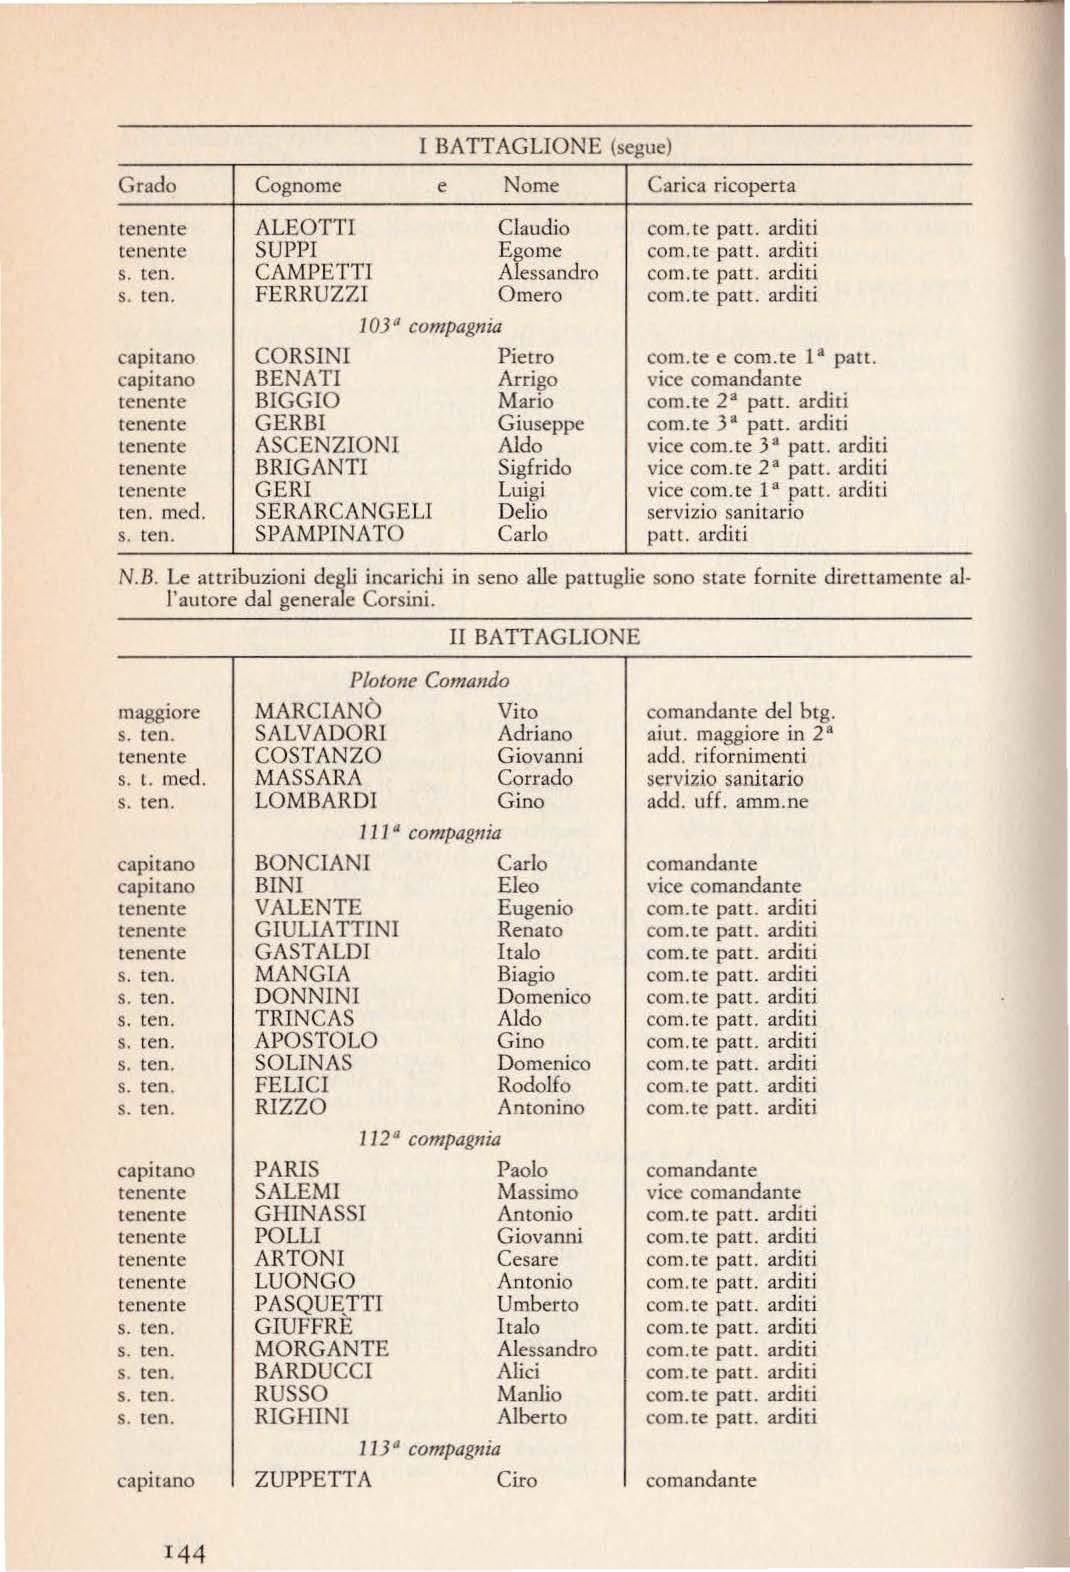 I BATTAGLIONE (segue)
Grado Cognome e Nome Carica ricoperta
tenente ALEOTTI Claudio com.te patt. arditi
tenente SUPPI Egome com.te patt. arditi
s. ten. CAMPETTI Alessandro com.te patt. arditi
s. ten. FERRUZZI Omero com.te patt. arditi
103ª compagnia
capitano CORSINI Pietro com.te e com.te 1ª patt.
capitano BENATI Arrigo vice comandante
tenente BIGGIO Mario com.te 2ª patt. arditi
tenente GERBI Giuseppe com.te 3ª patt. arditi
tenente ASCENZIONI Aldo vice com.te 3ª patt. arditi
tenente BRIGANTI Sigfrido vice com.te 2ª patt. arditi
tenente GERI Luigi vice com.te 1ª patt. arditi
ten. med. SERARCANGELI Delio servizio sanitario
s. ten. SPAMPINATO Carlo patt. arditi
N.B. Le attribuzioni degli incarichi in seno alle pattuglie sono state fornite direttamente al-
l'autore dal generale Corsini.
II BATTAGLIONE
Plotone Comando
maggiore MARCIANÒ Vito comandante del btg.
s. ten. SALVADORI Adriano aiut. maggiore in 2ª
tenente COSTANZO Giovanni add. rifornimenti
s. t. med. MASSARA Corrado servizio sanitario
s. ten. LOMBARDI Gino add. uff. amm.ne
111ª compagnia
capitano BONCIANI Carlo comandante
capitano BINI Eleo vice comandante
tenente VALENTE Eugenio com.te patt. arditi
tenente GIULIATTINI Renato com.te patt. arditi
tenente GASTALDI Italo com.te patt. arditi
s. ten. MANGIA Biagio com.te patt. arditi
s. ten. DONNINI Domenico com.te patt. arditi
s. ten. TRINCAS Aldo com.te patt. arditi
s. ten. APOSTOLO Gino com.te patt. arditi
s. ten. SOLINAS Domenico com.te patt. arditi
s. ten. FELICI Rodolfo com.te patt. arditi
s. ten. RIZZO Antonino com.te patt. arditi
112ª compagnia
capitano PARIS Paolo comandante
tenente SALEMI Massimo vice comandante
tenente GHINASSI Antonio com.te patt. arditi
tenente POLLI Giovanni com.te patt. arditi
tenente ARTONI Cesare com.te patt. arditi
tenente LUONGO Antonio com.te patt. arditi
tenente PASQUETTI Umberto com.te patt. arditi
s. ten. GIUFFRÈ Italo com.te patt. arditi
s. ten. MORGANTE Alessandro com.te patt. arditi
s. ten. BARDUCCI Alici com.te patt. arditi
s. ten. RUSSO Manlio com.te patt. arditi
s. ten. RIGHINI Alberto com.te patt. arditi
113ª compagnia
capitano ZUPPETTA Ciro comandante
144